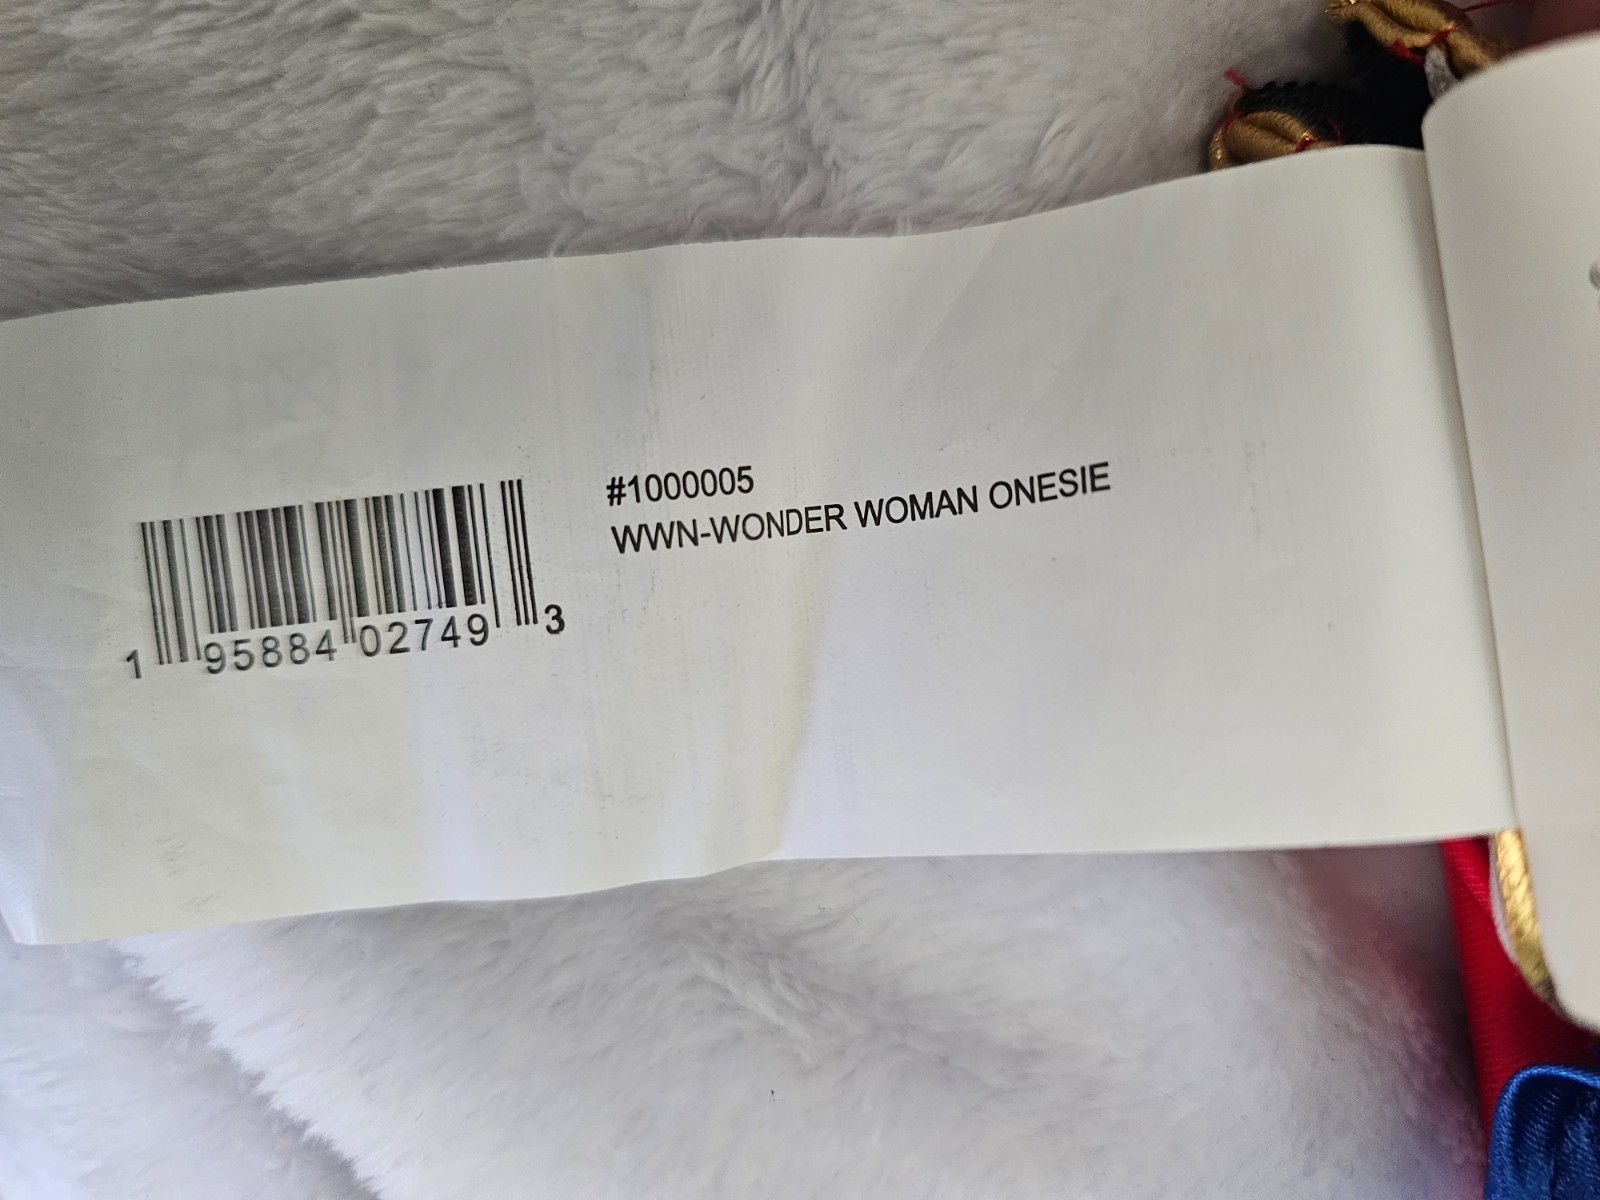 #1000005
WWN-WONDER WOMAN ONESIE
1 95884 02749 3